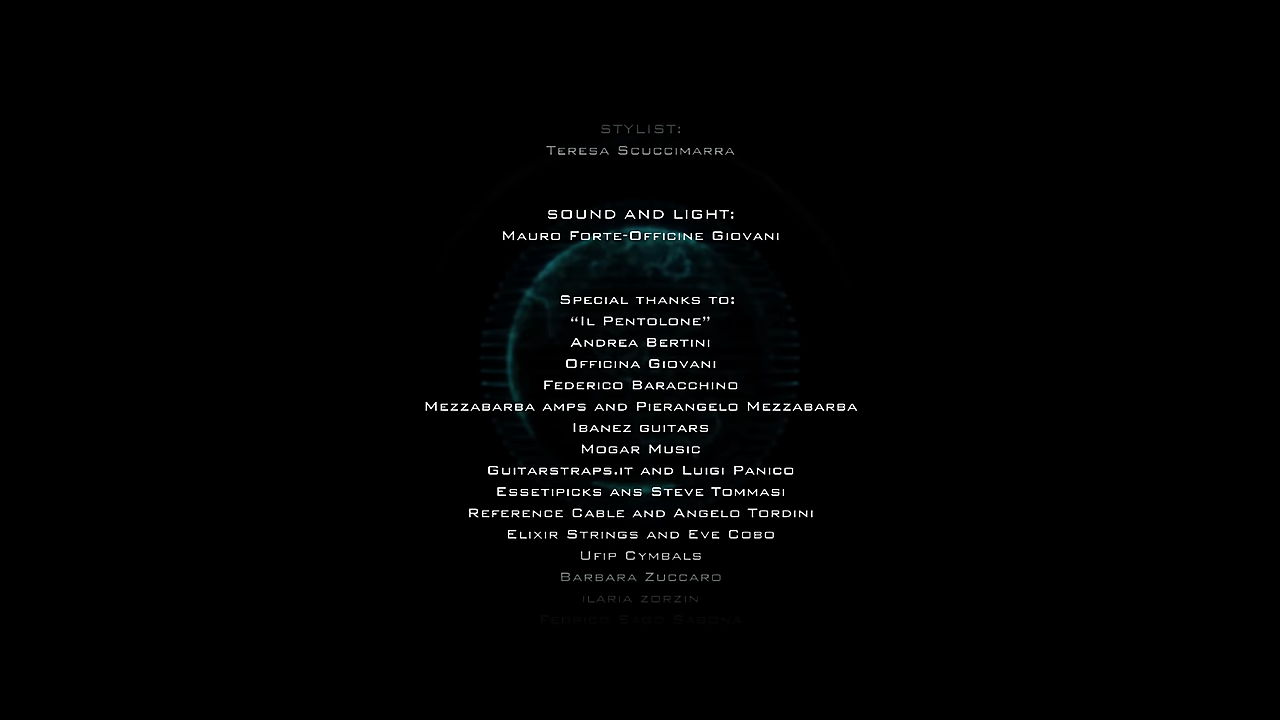 STYLIST:
Teresa Scuccimarra
SOUND AND LIGHT:
Mauro Forte-Officine Giovani
Special thanks to:
“Il Pentolone”
Andrea Bertini
Officina Giovani
Federico Baracchino
Mezzabarba amps and Pierangelo Mezzabarba
Ibanez guitars
Mogar Music
Guitarstraps.it and Luigi Panico
Essetipicks ans Steve Tommasi
Reference Cable and Angelo Tordini
Elixir Strings and Eve Cobo
Ufip Cymbals
Barbara Zuccaro
ilaria zorzin